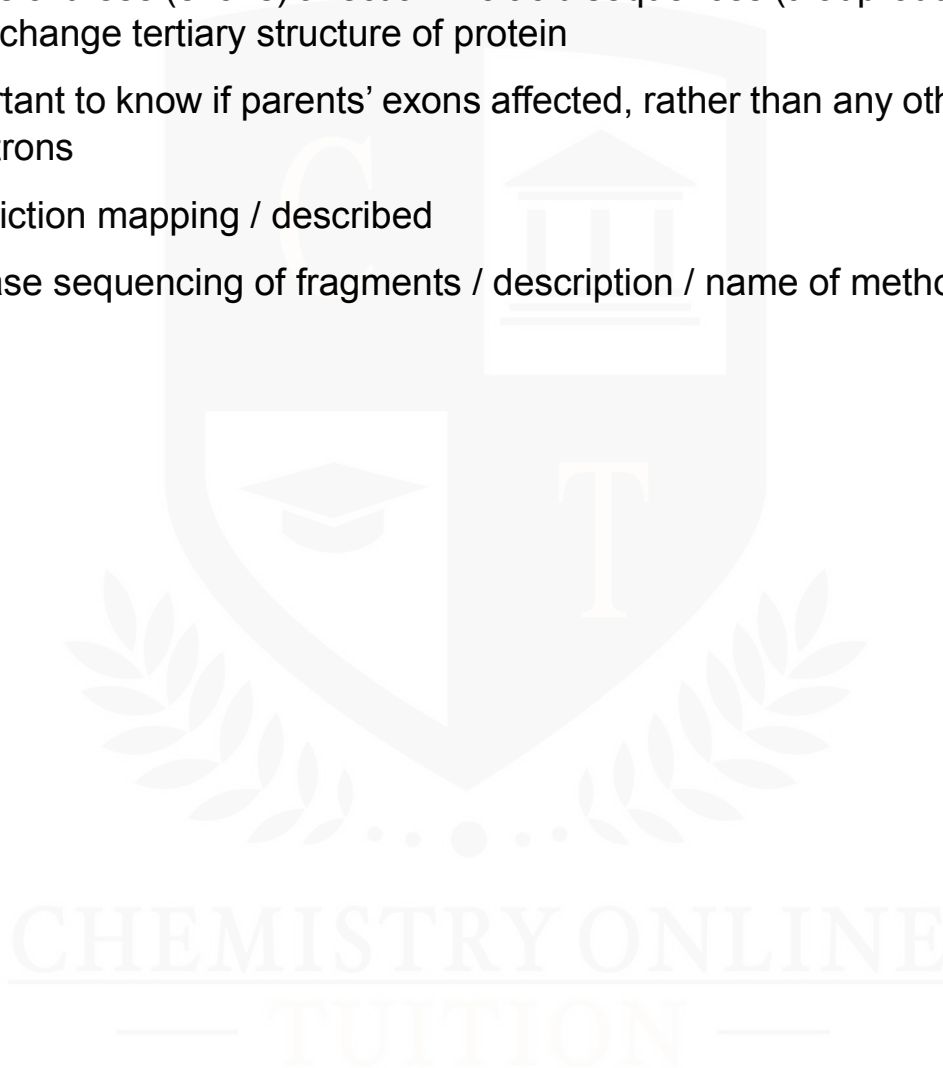 change tertiary structure of protein
rtant to know if parents' exons affected, rather than any oth
trons
iction mapping / described
ase sequencing of fragments / description / name of metho
C
T
CHEMISTRY ONLINE
TUITION